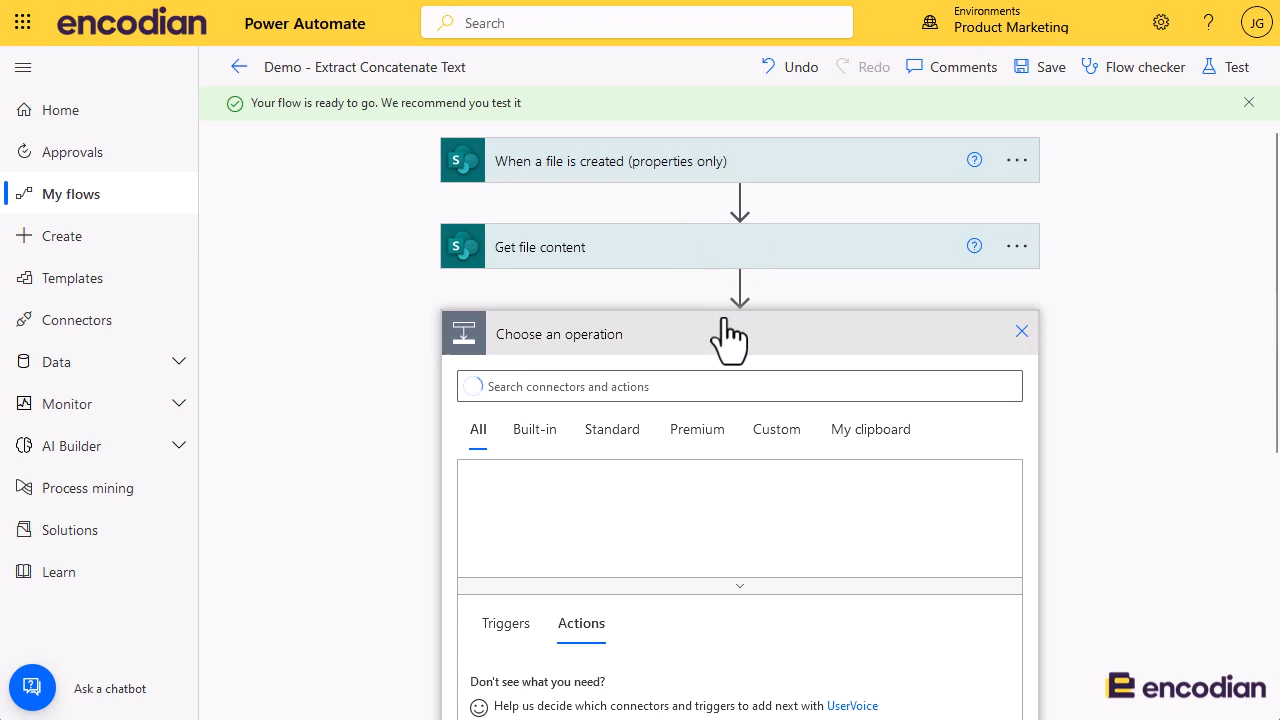 encodian
Power Automate
Search
Environments
Product Marketing
?
JG
Demo - Extract Concatenate Text
Undo
Redo
Comments
Save
Flow checker
Test
Your flow is ready to go. We recommend you test it
Home
Approvals
My flows
Create
Templates
Connectors
Data
Monitor
AI Builder
Process mining
Solutions
Learn
Ask a chatbot
S
When a file is created (properties only)
?
S
Get file content
?
Choose an operation
Search connectors and actions
All
Built-in
Standard
Premium
Custom
My clipboard
Triggers
Actions
Don't see what you need?
Help us decide which connectors and triggers to add next with UserVoice
encodian